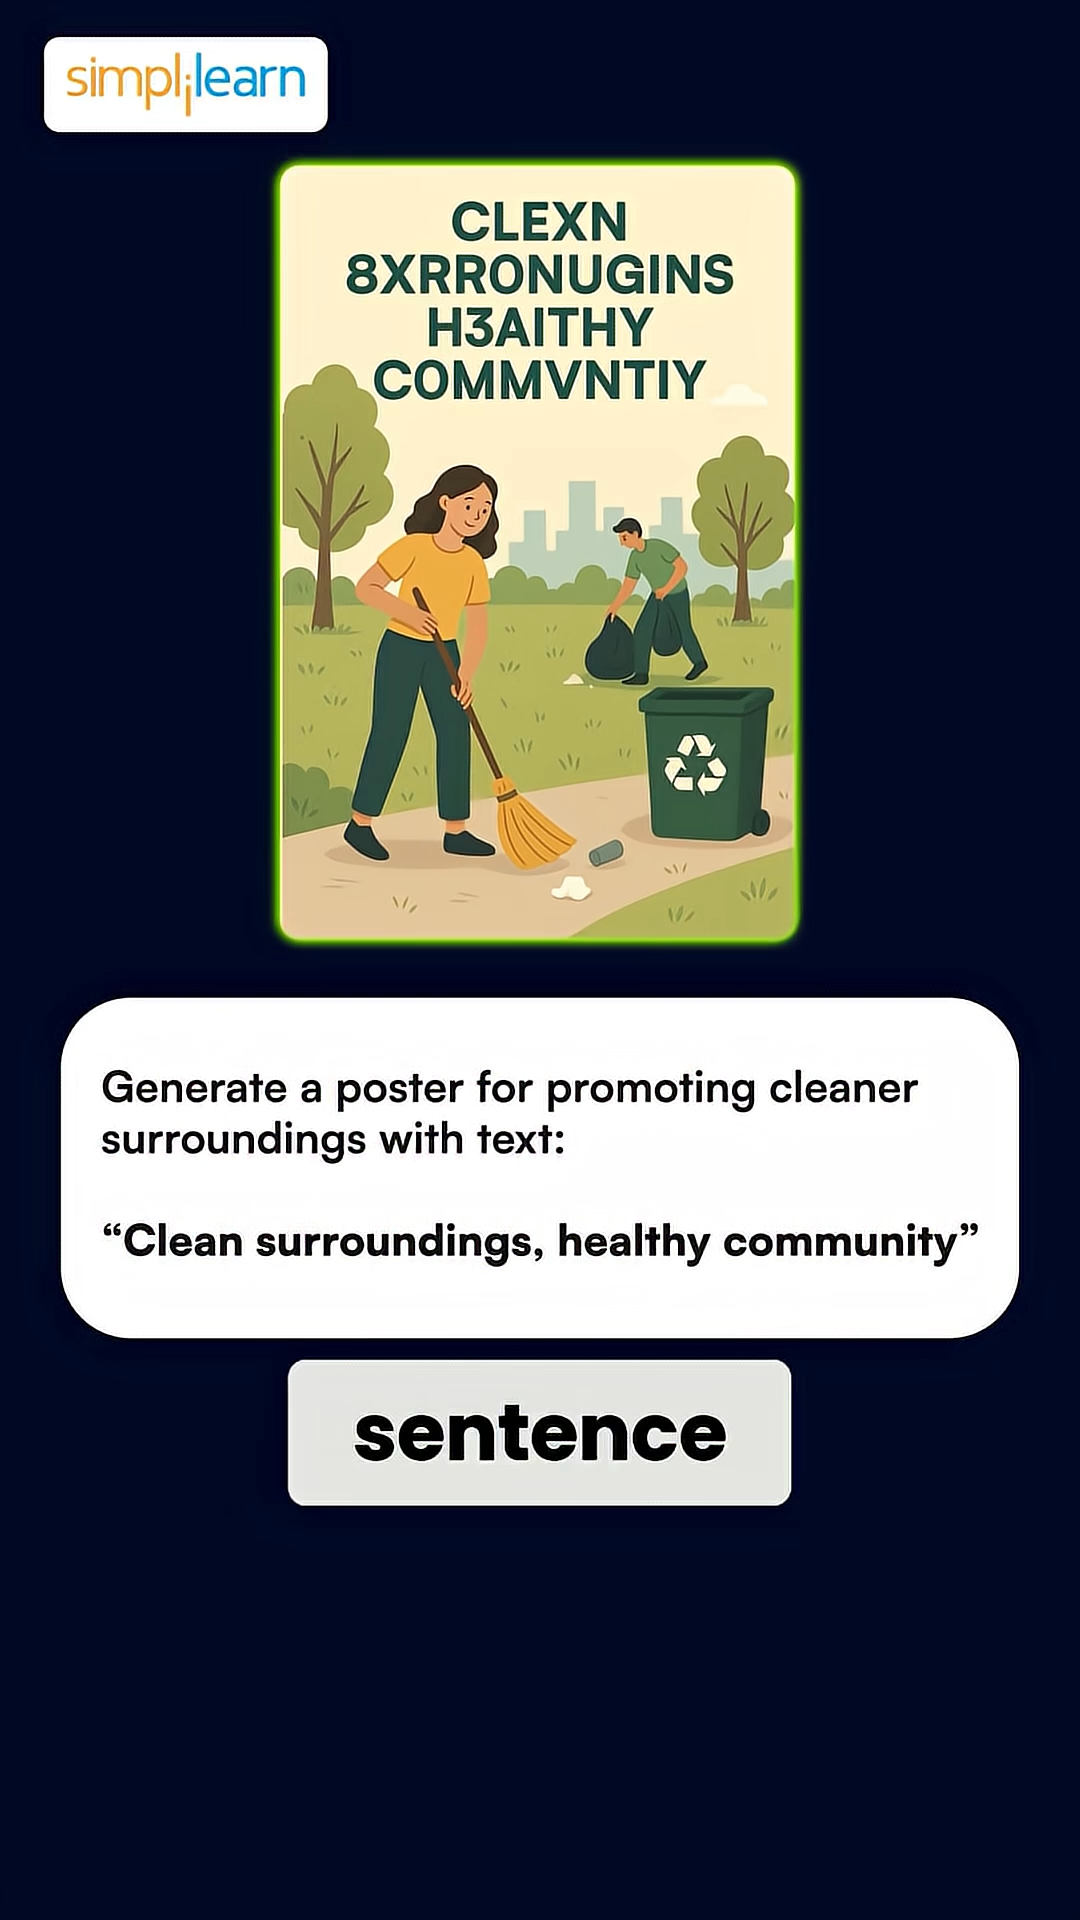 simplilearn
CLEXN
8XRRONUGINS
H3AITHY
COMMVNTIY
Generate a poster for promoting cleaner
surroundings with text:
“Clean surroundings, healthy community”
sentence